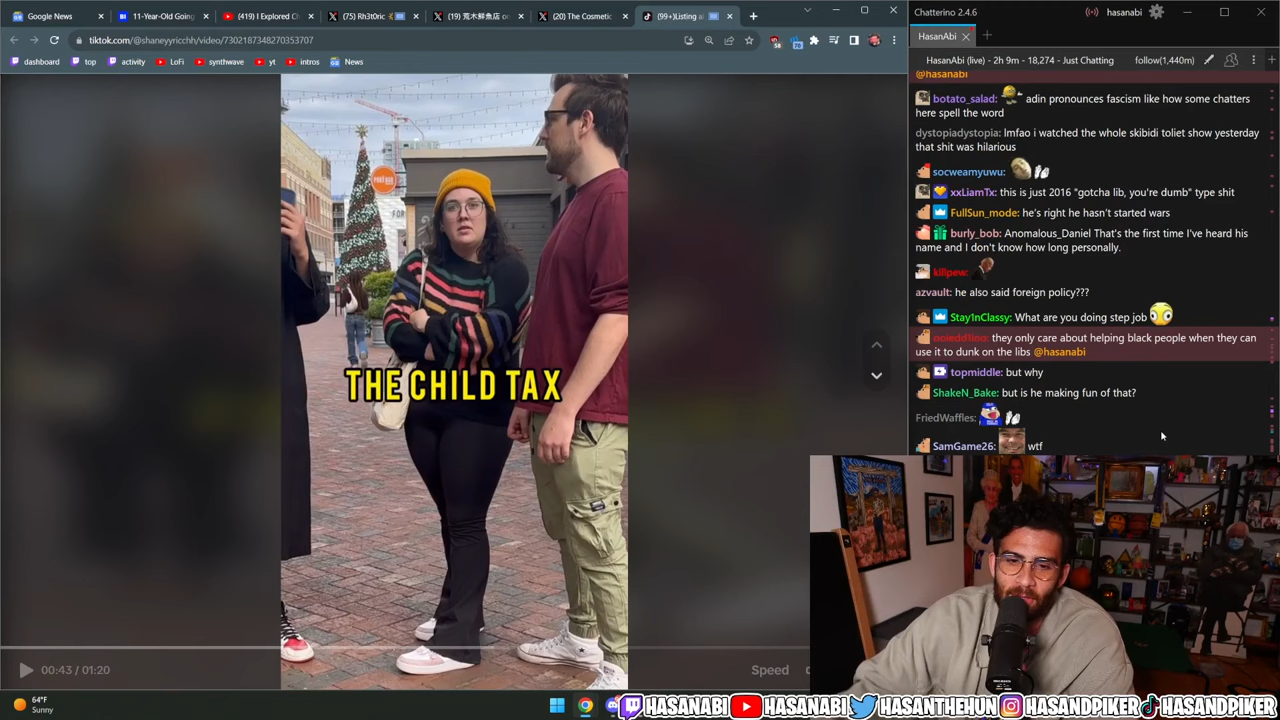 Google News
11-Year-Old Going
(419) I Explored C
(75) Rh3t0ric
(19) 荒木鮮魚店 on
(20) The Cosmetic
(99+)Listing al
tiktok.com/@shaneyyricchh/video/7302187348270353707
58
dashboard
top
activity
LoFi
synthwave
yt
intros
News
THE CHILD TAX
00:43 / 01:20
Speed
Chatterino 2.4.6
hasanabi
HasanAbi
HasanAbi (live) - 2h 9m - 18,274 - Just Chatting
follow(1,440m)
@hasanabi
botato_salad: adin pronounces fascism like how some chatters
here spell the word
dystopiadystopia: lmfao i watched the whole skibidi toliet show yesterday
that shit was hilarious
socweamyuwu:
xxLiamTx: this is just 2016 "gotcha lib, you're dumb" type shit
FullSun_mode: he's right he hasn't started wars
burly_bob: Anomalous_Daniel That's the first time I've heard his
name and I don't know how long personally.
killpew:
azvault: he also said foreign policy???
Stay1nClassy: What are you doing step job
they only care about helping black people when they can
use it to dunk on the libs @hasanabi
topmiddle: but why
ShakeN_Bake: but is he making fun of that?
FriedWaffles:
SamGame26: wtf
64°F
Sunny
HASANABI
HASANABI
HASANTHEHUN
HASANDPIKER
HASANDPIKER